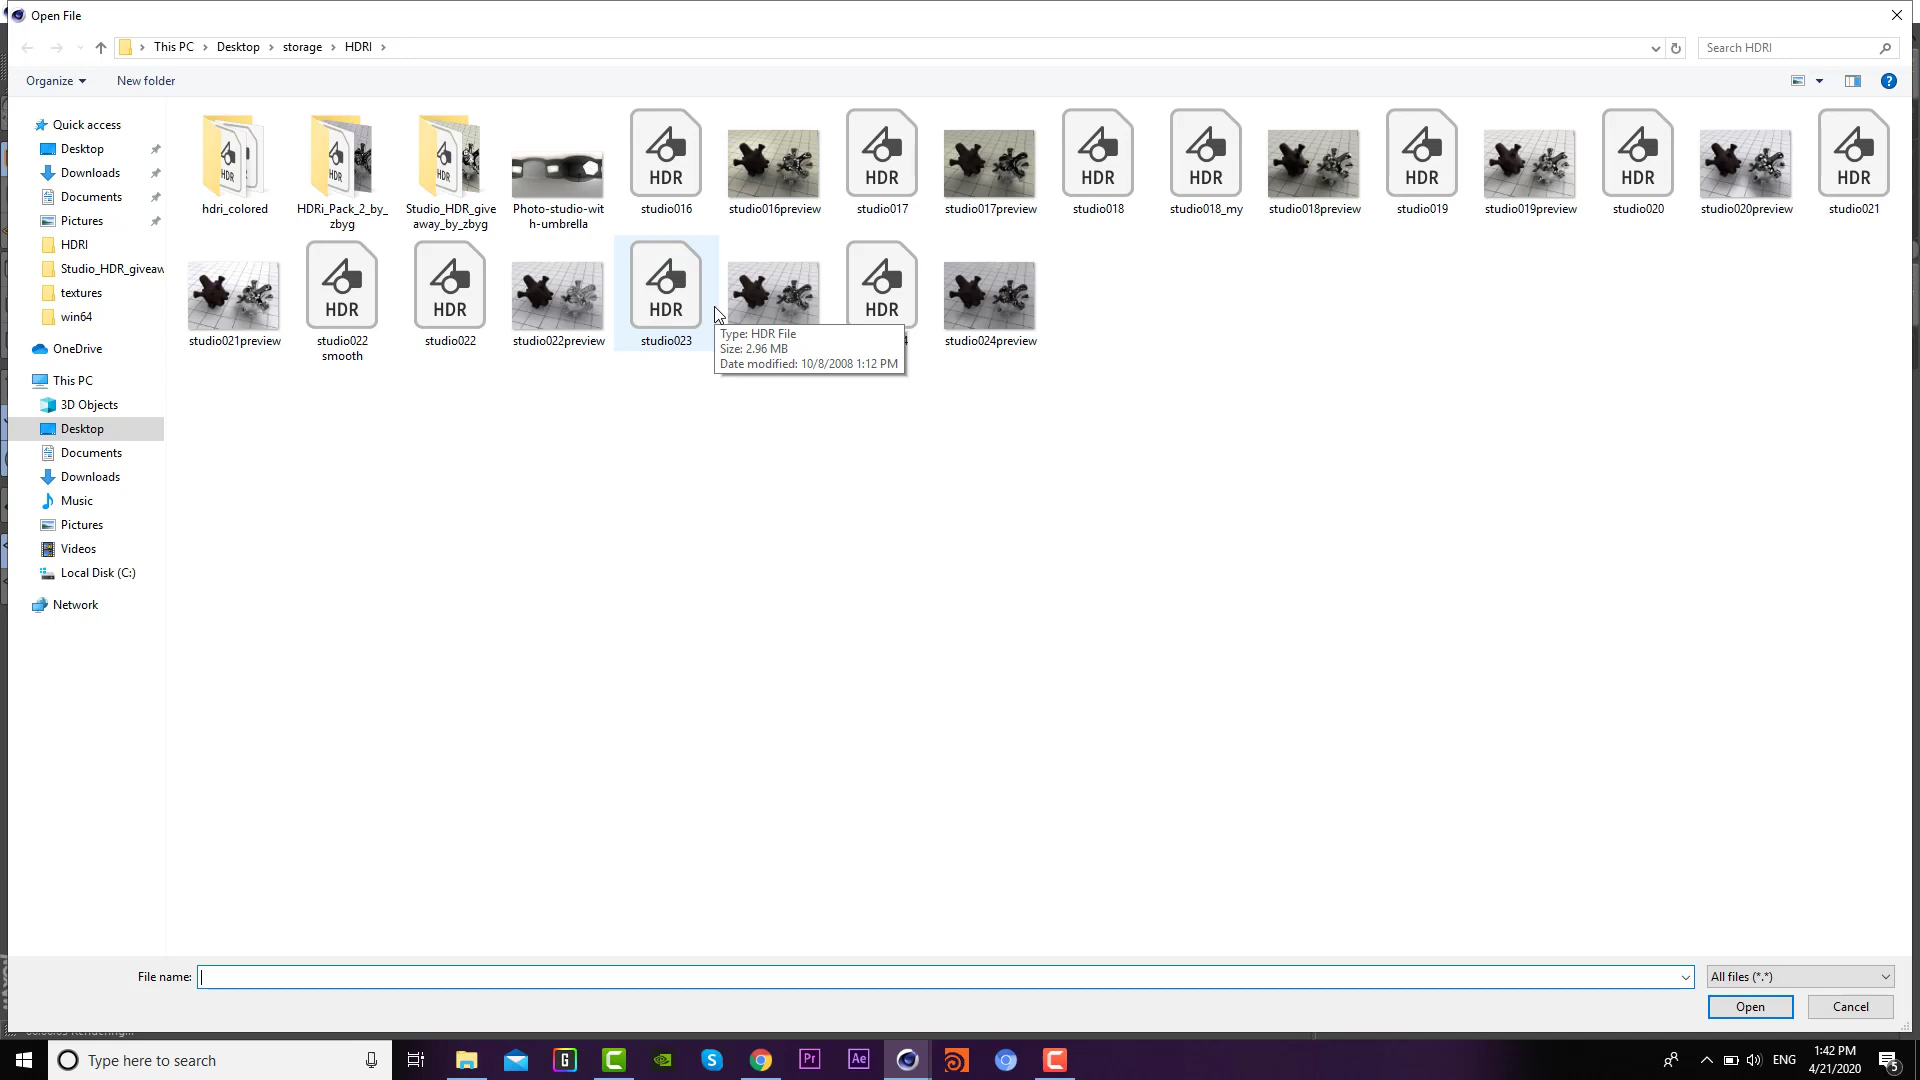 Open File
This PC
Desktop
storage
HDRI
Search HDRI
Organize
New folder
Quick access
Desktop
Downloads
Documents
Pictures
HDRI
Studio_HDR_giveaw
textures
win64
OneDrive
This PC
3D Objects
Desktop
Documents
Downloads
Music
Pictures
Videos
Local Disk (C:)
Network
HDR
HDR
HDR
HDR
HDR
HDR
HDR
hdri_colored
HDRi_Pack_2_by_
zbyg
Studio_HDR_give
away_by_zbyg
Photo-studio-wit
h-umbrella
studio016
studio016preview
studio017
studio017preview
studio018
studio018_my
studio018preview
studio019
studio019preview
studio020
studio020preview
studio021
HDR
HDR
HDR
HDR
studio021preview
studio022
smooth
studio022
studio022preview
studio023
studio024preview
Type: HDR File
Size: 2.96 MB
Date modified: 10/8/2008 1:12 PM
File name:
All files (*.*)
Open
Cancel
Type here to search
G
C
S
Pr
Ae
C
ENG
1:42 PM
4/21/2020
5